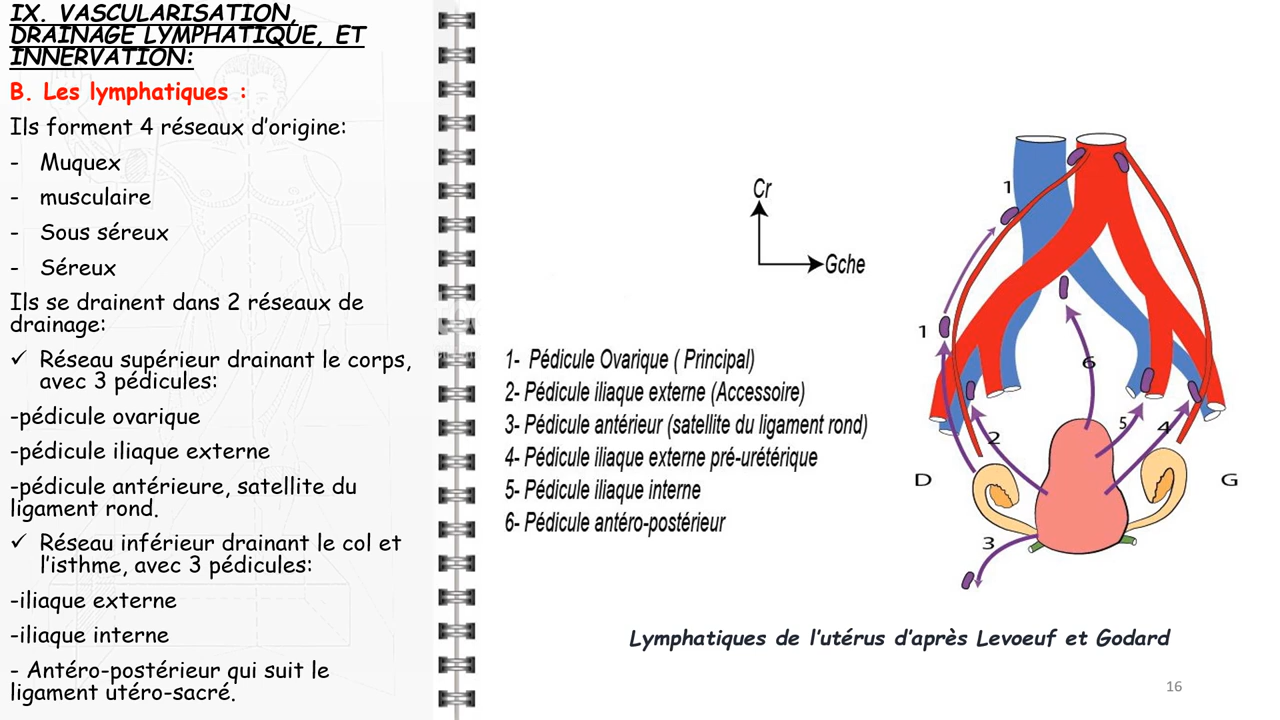 IX. VASCULARISATION,
DRAINAGE LYMPHATIQUE, ET
INNERVATION:
B. Les lymphatiques :
Ils forment 4 réseaux d'origine:
- Muquex
- musculaire
- Sous séreux
- Séreux
Ils se drainent dans 2 réseaux de
drainage:
✓ Réseau supérieur drainant le corps,
avec 3 pédicules:
-pédicule ovarique
-pédicule iliaque externe
-pédicule antérieure, satellite du
ligament rond.
✓ Réseau inférieur drainant le col et
l'isthme, avec 3 pédicules:
-iliaque externe
-iliaque interne
- Antéro-postérieur qui suit le
ligament utéro-sacré.
Cr
Gche
1- Pédicule Ovarique ( Principal)
2- Pédicule iliaque externe (Accessoire)
3- Pédicule antérieur (satellite du ligament rond)
4- Pédicule iliaque externe pré-urétérique
5- Pédicule iliaque interne
6- Pédicule antéro-postérieur
1
1
6
2
5
4
D
G
3
Lymphatiques de l'utérus d'après Levoeuf et Godard
16